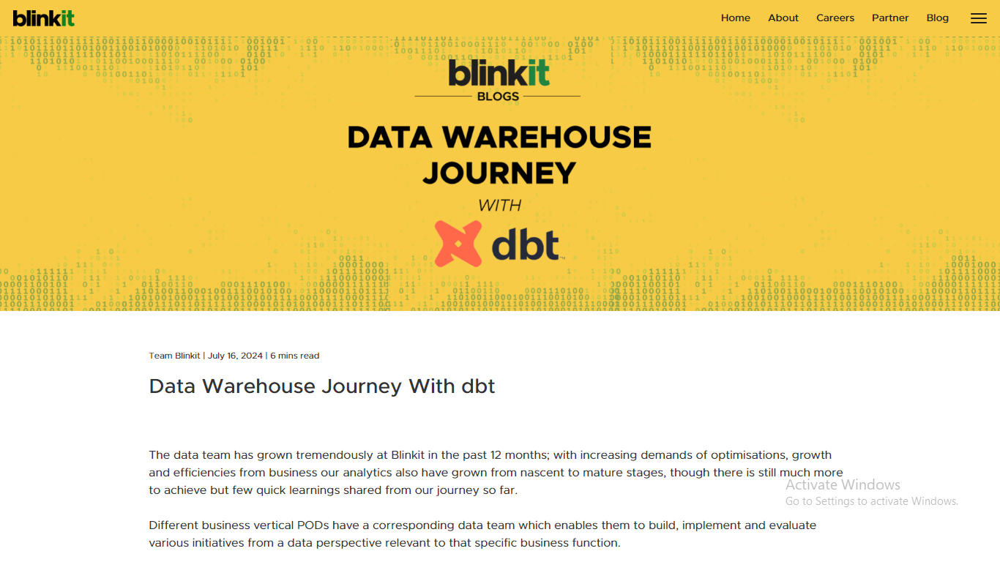 blinkit
Home About Careers Partner Blog
blinkit
BLOGS
DATA WAREHOUSE
JOURNEY
WITH
dbt
Team Blinkit | July 16, 2024 | 6 mins read
Data Warehouse Journey With dbt
The data team has grown tremendously at Blinkit in the past 12 months; with increasing demands of optimisations, growth
and efficiencies from business our analytics also have grown from nascent to mature stages, though there is still much more
to achieve but few quick learnings shared from our journey so far.
Different business vertical PODs have a corresponding data team which enables them to build, implement and evaluate
various initiatives from a data perspective relevant to that specific business function.
Activate Windows
Go to Settings to activate Windows.